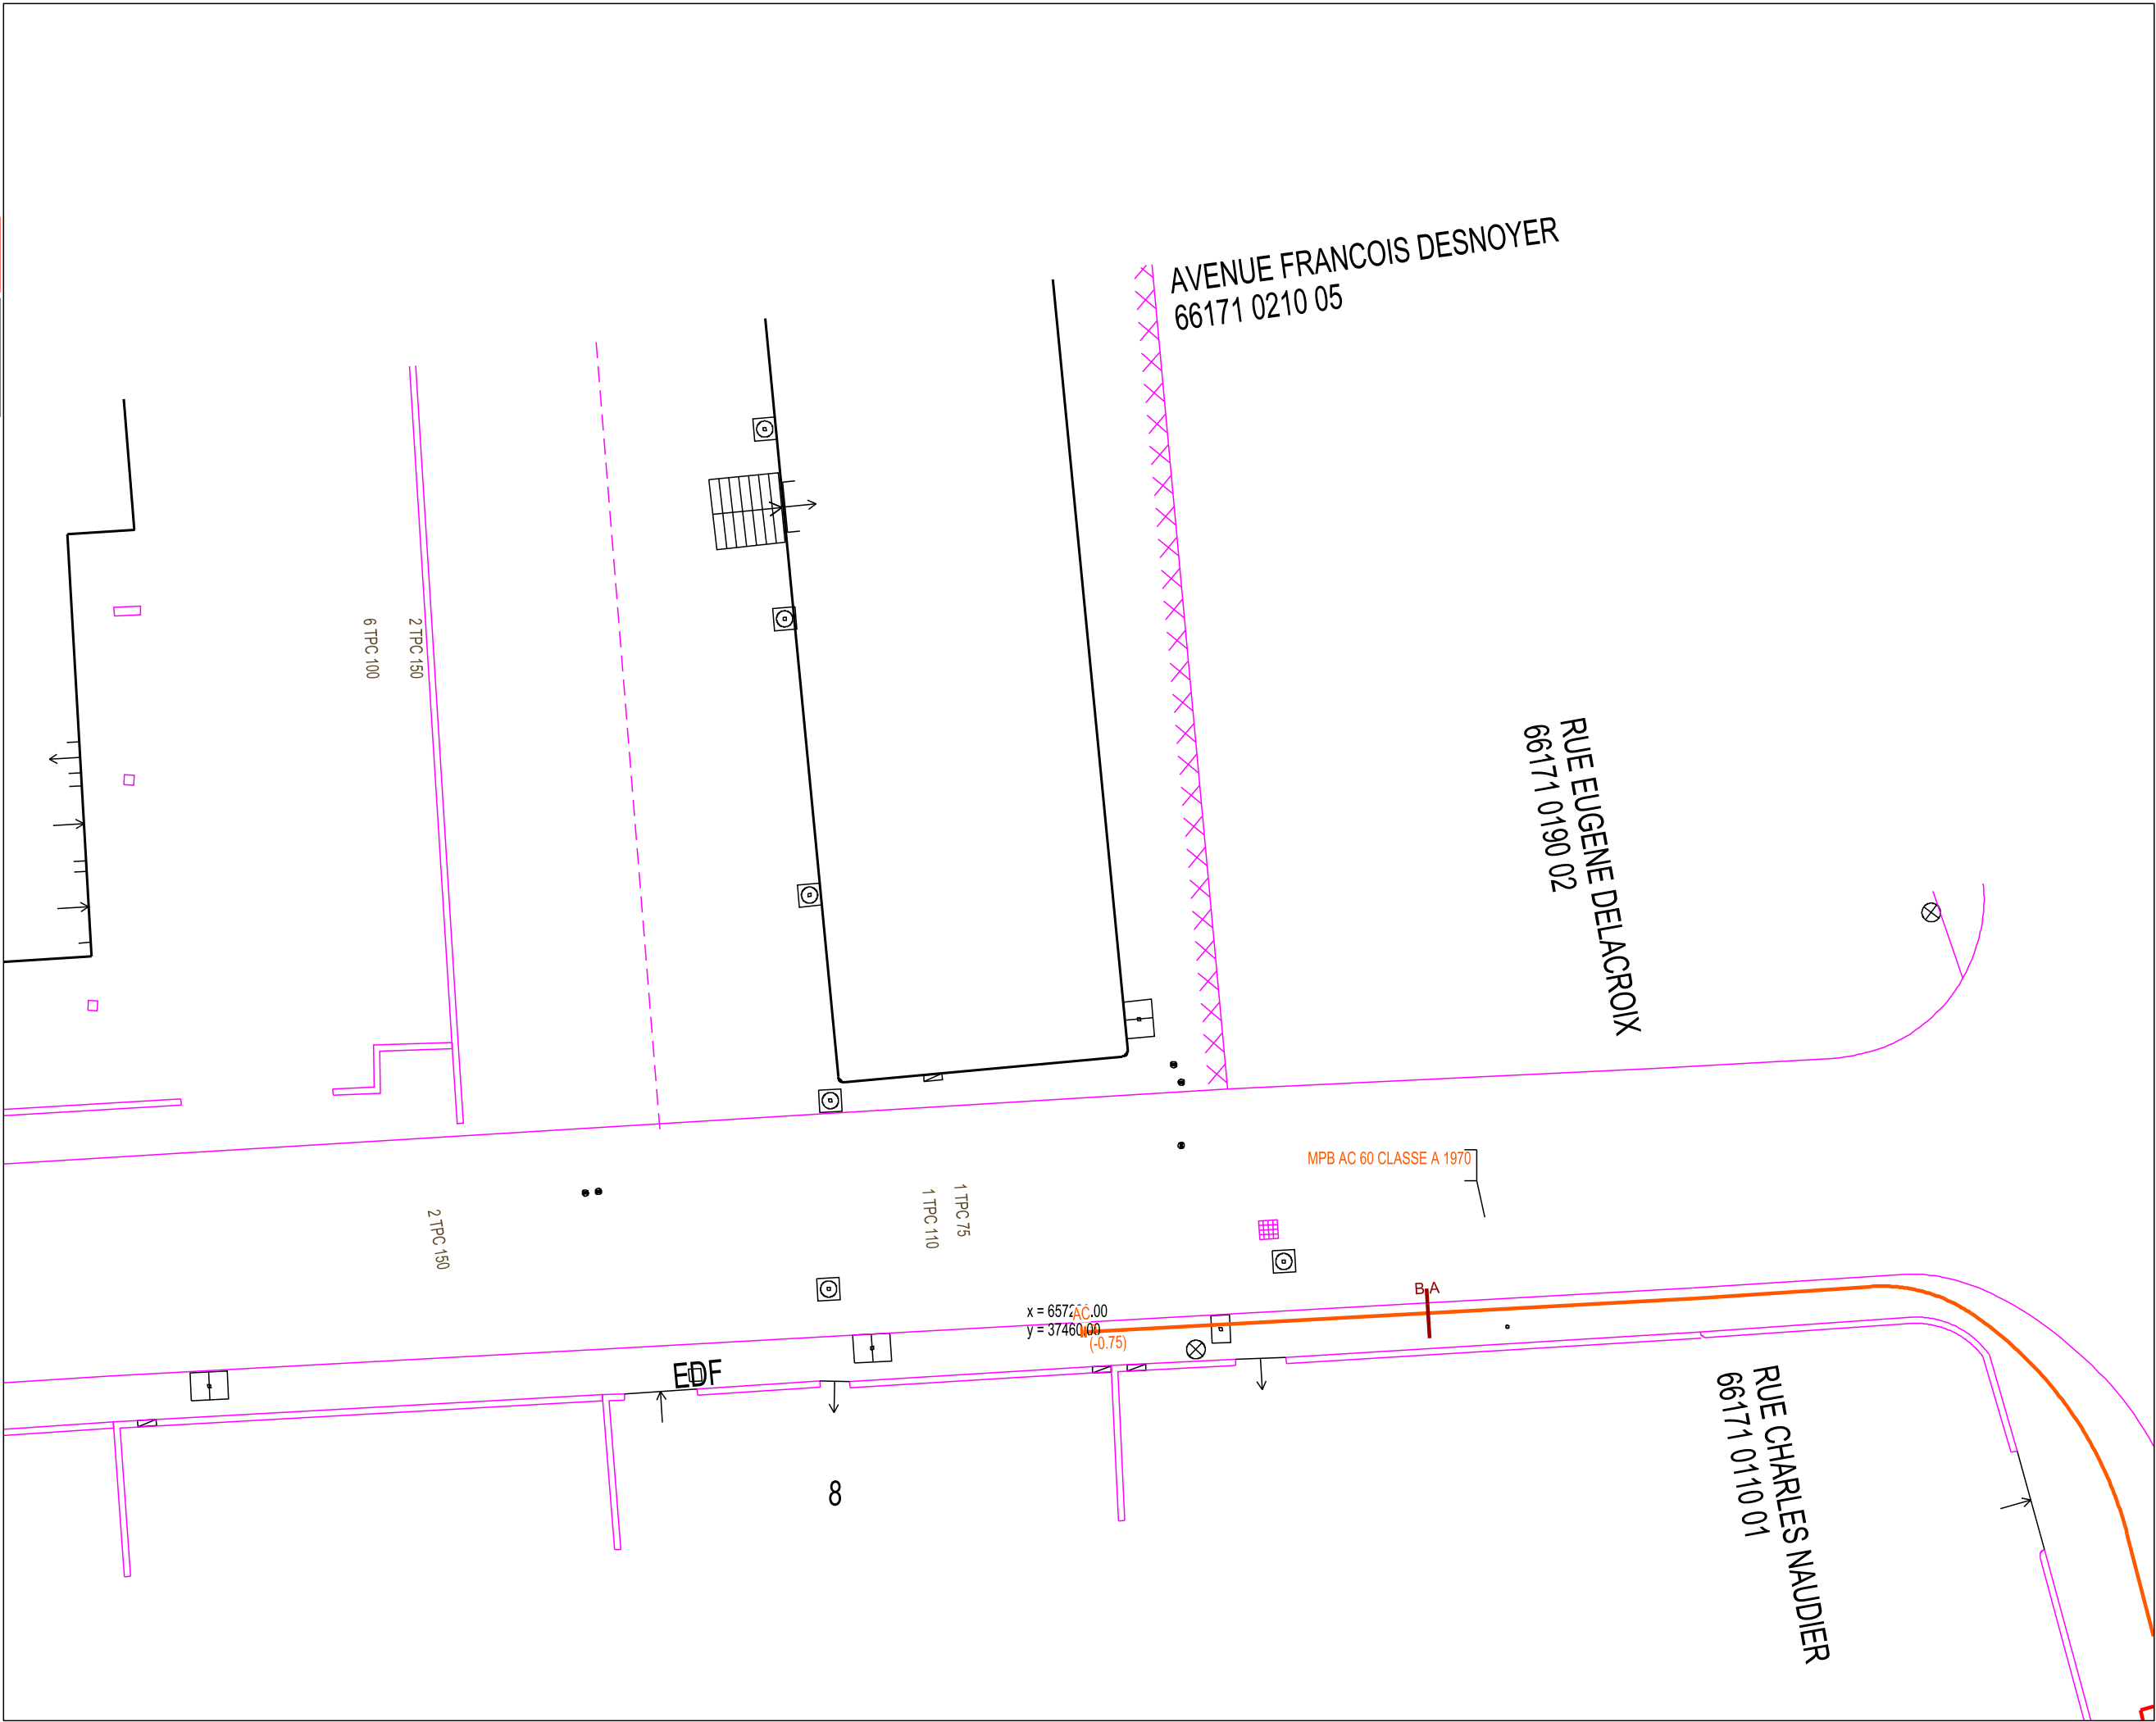 AVENUE FRANCOIS DESNOYER
66171 0210 05
2 TPC 150
6 TPC 100
RUE EUGENE DELACROIX
66171 0190 02
MPB AC 60 CLASSE A 1970
2 TPC 150
1 TPC 75
1 TPC 110
B A
AC
x = .00
y = 37460.00
(-0.75)
EDF
8
RUE CHARLES NAUDIER
66171 0110 01